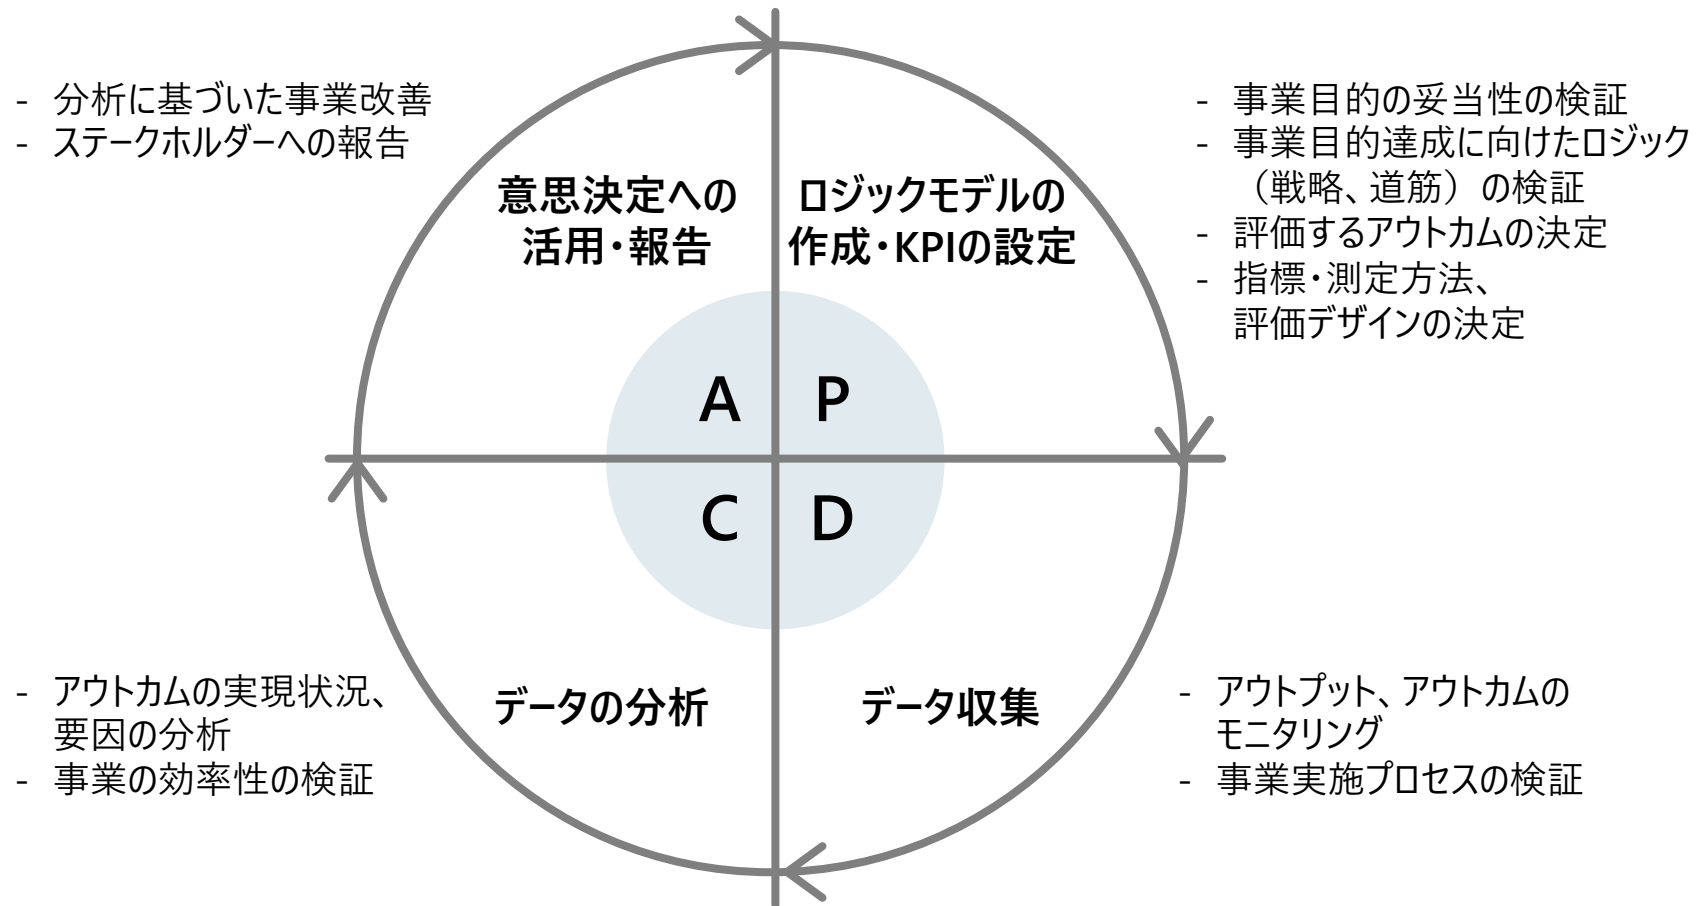 - 分析に基づいた事業改善
- ステークホルダーへの報告
意思決定への
活用・報告
ロジックモデルの
作成・KPIの設定
- 事業目的の妥当性の検証
- 事業目的達成に向けたロジック
（戦略、道筋）の検証
- 評価するアウトカムの決定
- 指標・測定方法、
評価デザインの決定
A
P
C
D
- アウトカムの実現状況、
要因の分析
- 事業の効率性の検証
データの分析
データ収集
- アウトプット、アウトカムの
モニタリング
- 事業実施プロセスの検証